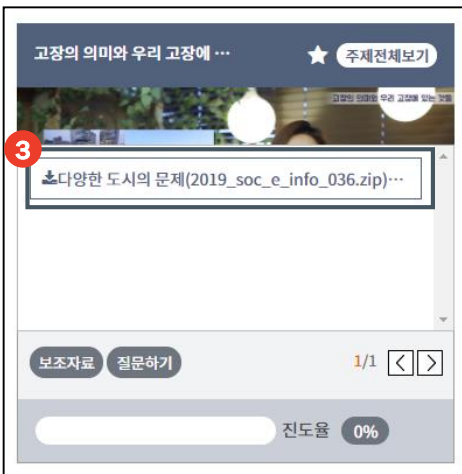 고장의 의미와 우리 고장에 …
주제전체보기
고장의 의미와 우리 고장에 있는 것들
3
다양한 도시의 문제(2019_soc_e_info_036.zip)…
보조자료
질문하기
1/1
진도율
0%